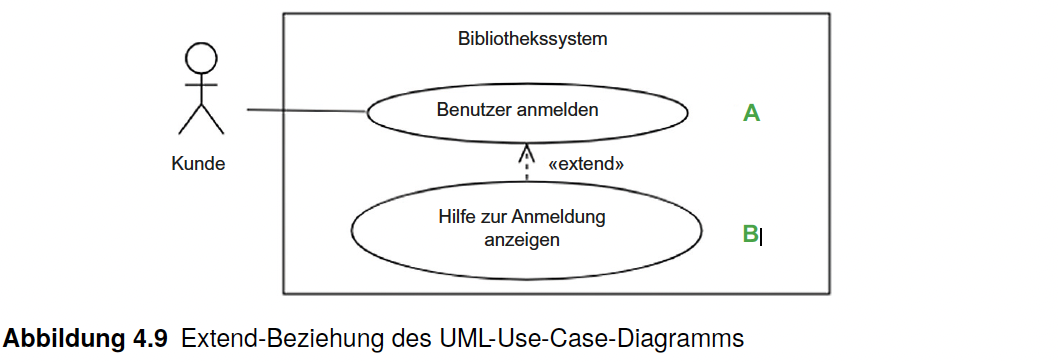 Bibliothekssystem
Benutzer anmelden
A
Kunde
«extend»
Hilfe zur Anmeldung
anzeigen
B
Abbildung 4.9 Extend-Beziehung des UML-Use-Case-Diagramms